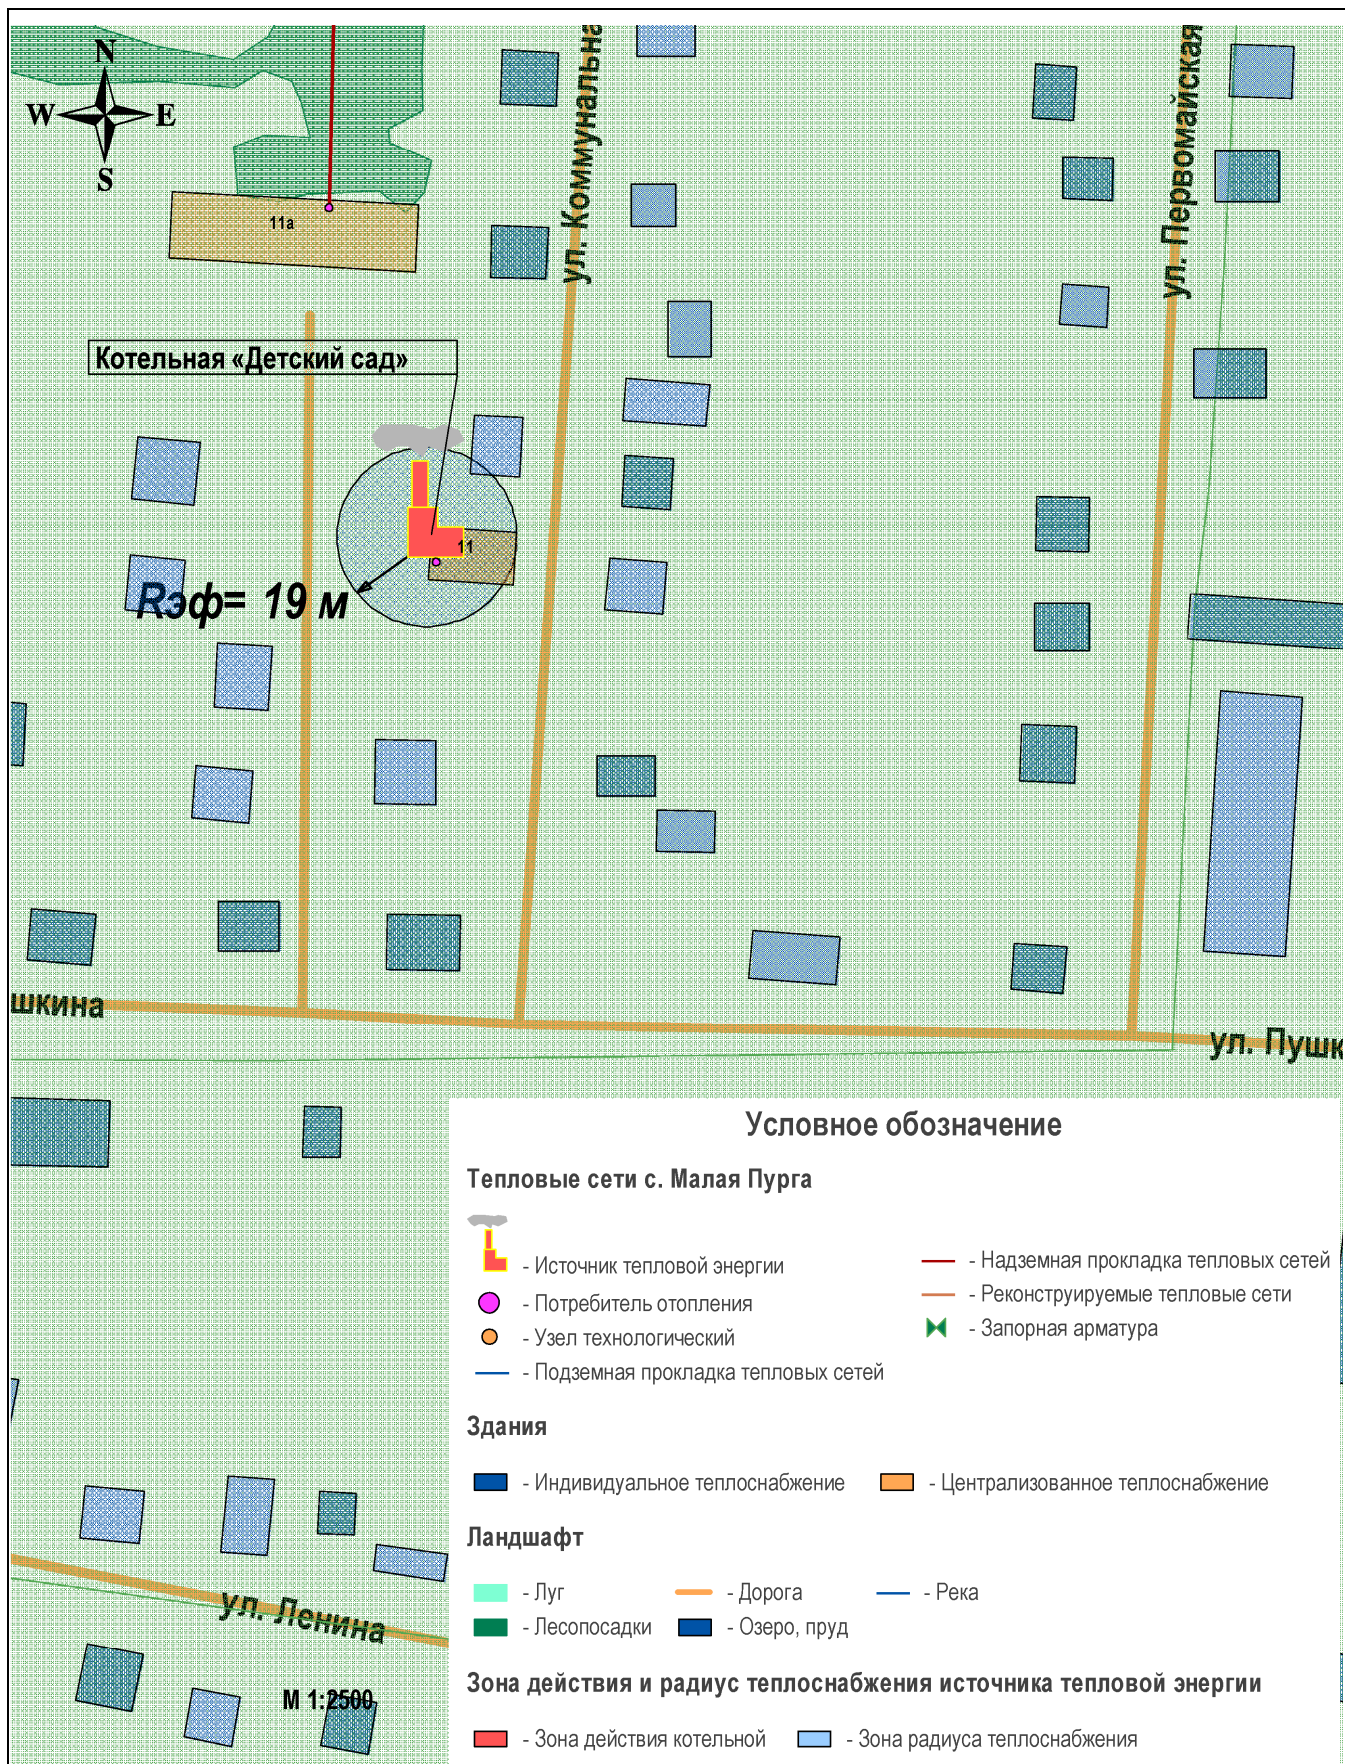 N
W E
S
ул. Коммунальна
ул. Первомайская
11а
Котельная «Детский сад»
11
Rэф= 19 м
шкина
ул. Пушк
Условное обозначение
Тепловые сети с. Малая Пурга
- Источник тепловой энергии
- Надземная прокладка тепловых сетей
- Потребитель отопления
- Реконструируемые тепловые сети
- Узел технологический
- Запорная арматура
- Подземная прокладка тепловых сетей
Здания
- Индивидуальное теплоснабжение
- Централизованное теплоснабжение
Ландшафт
- Луг
- Дорога
- Река
- Лесопосадки
- Озеро, пруд
Зона действия и радиус теплоснабжения источника тепловой энергии
- Зона действия котельной
- Зона радиуса теплоснабжения
ул. Ленина
М 1:2500